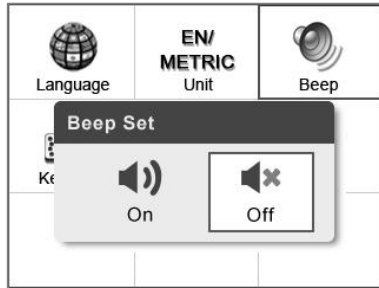 EN/
METRIC
Language
Unit
Beep
Beep Set
On
Off